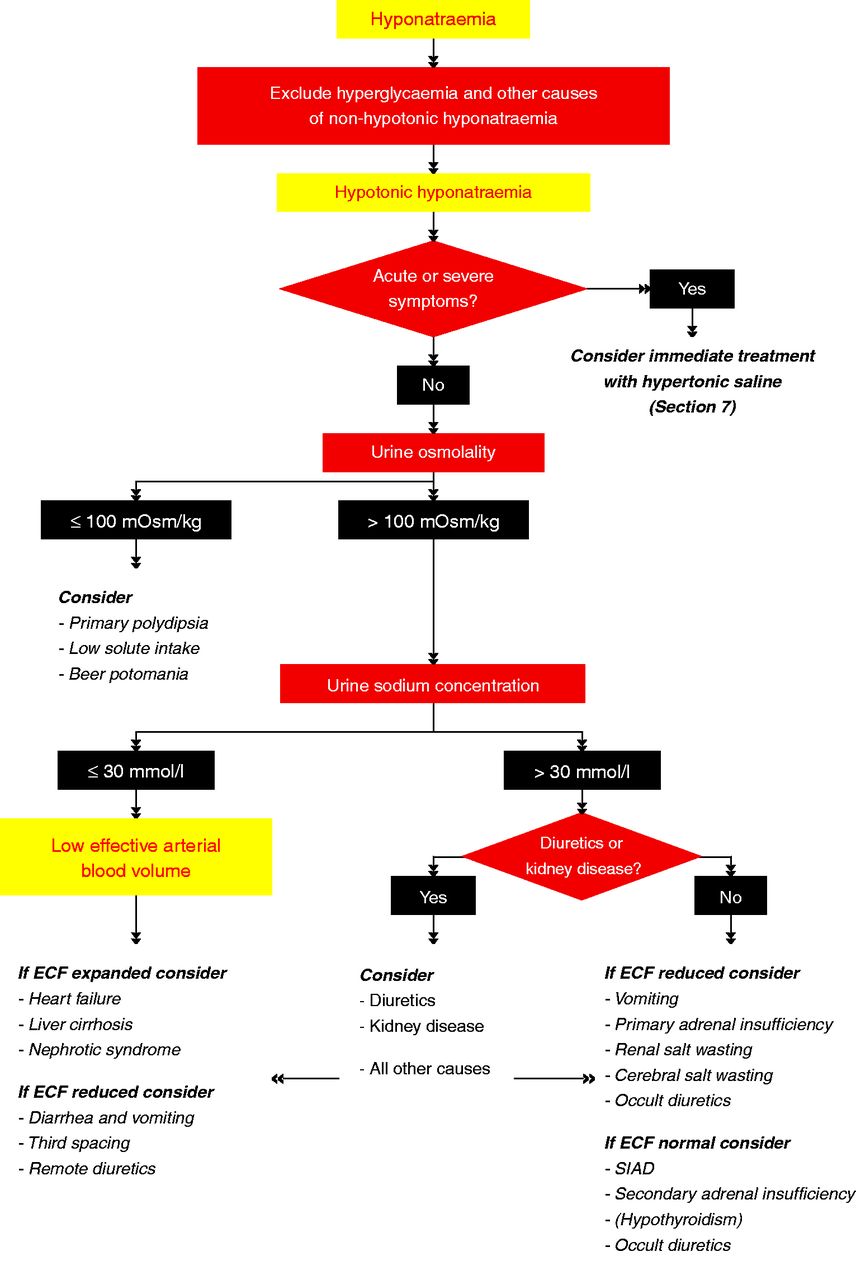 Hyponatraemia
Exclude hyperglycaemia and other causes
of non-hypotonic hyponatraemia
Hypotonic hyponatraemia
Acute or severe
symptoms?
Yes
Consider immediate treatment
with hypertonic saline
(Section 7)
No
Urine osmolality
≤ 100 mOsm/kg
> 100 mOsm/kg
Consider
- Primary polydipsia
- Low solute intake
- Beer potomania
Urine sodium concentration
≤ 30 mmol/l
> 30 mmol/l
Low effective arterial
blood volume
Diuretics or
kidney disease?
Yes
No
If ECF expanded consider
- Heart failure
- Liver cirrhosis
- Nephrotic syndrome
If ECF reduced consider
- Diarrhea and vomiting
- Third spacing
- Remote diuretics
Consider
- Diuretics
- Kidney disease
- All other causes
If ECF reduced consider
- Vomiting
- Primary adrenal insufficiency
- Renal salt wasting
- Cerebral salt wasting
- Occult diuretics
If ECF normal consider
- SIAD
- Secondary adrenal insufficiency
- (Hypothyroidism)
- Occult diuretics